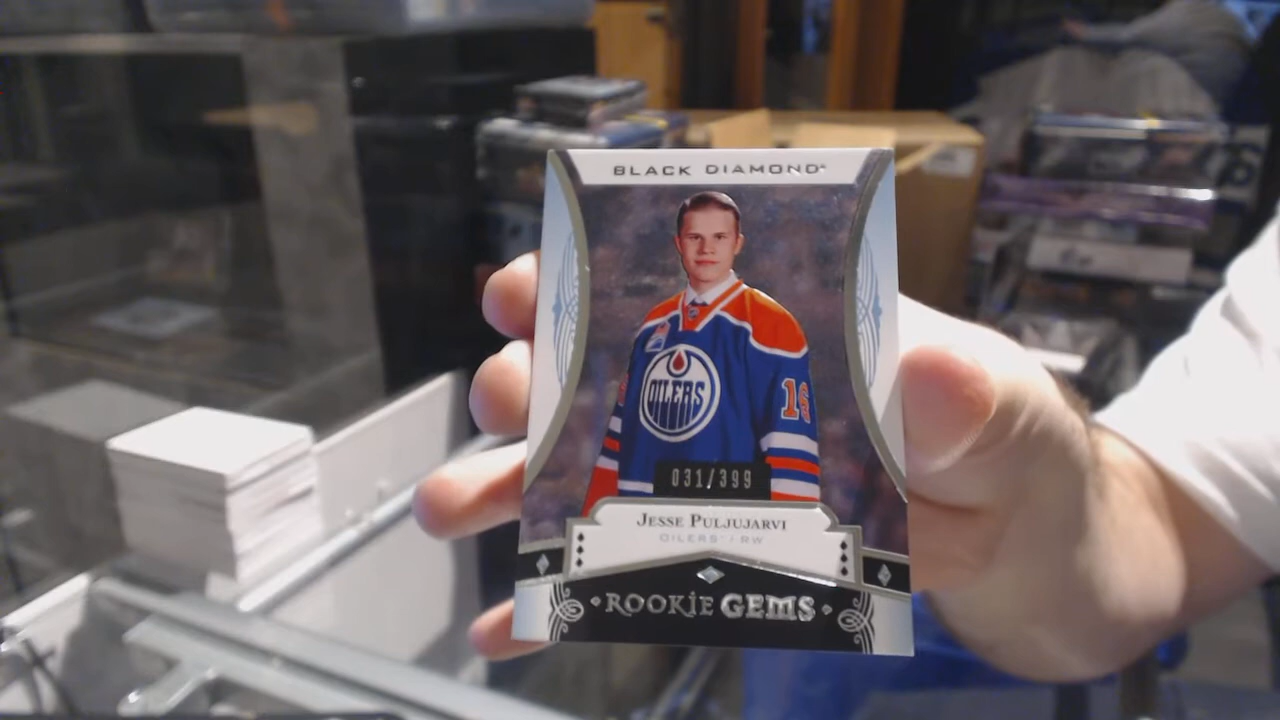 BLACK DIAMOND
OILERS
031/399
JESSE PULJUJARVI
OILERS / RW
ROOKIE GEMS